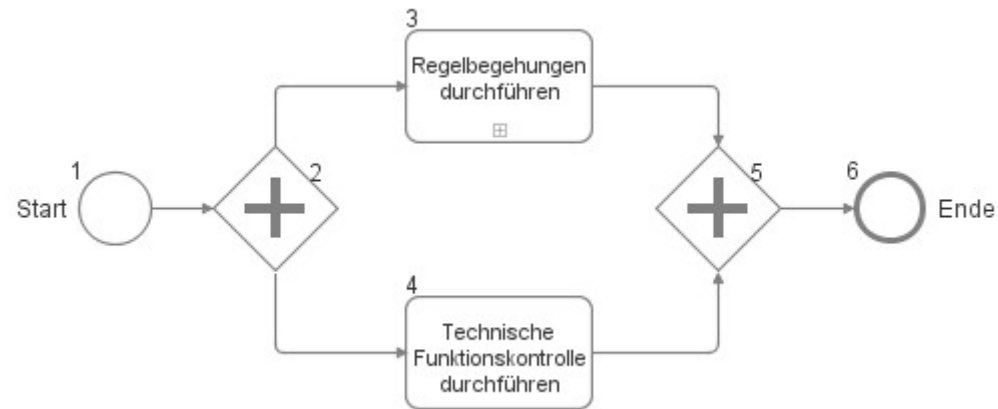 3
Regelbegehungen
durchführen
1
Start
2
5
6
Ende
4
Technische
Funktionskontrolle
durchführen